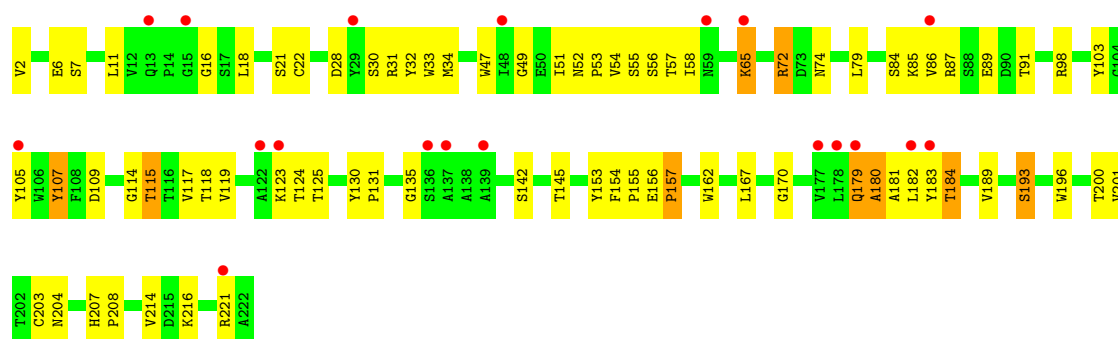 V2 E6 S7 L11 V12 Q13 P14 G15 G16 S17 L18 S21 C22 D28 Y29 S30 R31 Y32 W33 M34 W47 I48 G49 E50 I51 N52 P53 V54 S55 S56 T57 I58 N59 K65 R72 D73 N74 L79 S84 K85 V86 R87 S88 E89 D90 T91 R98 Y103 G104
Y105 W106 Y107 F108 D109 G114 T115 T116 V117 T118 V119 A122 K123 T124 T125 Y130 P131 G135 S136 A137 A138 A139 S142 T145 Y153 F154 P155 E156 P157 W162 L167 G170 V177 L178 Q179 A180 A181 L182 Y183 T184 V189 S193 W196 T200 V201
T202 C203 N204 H207 P208 V214 D215 K216 R221 A222